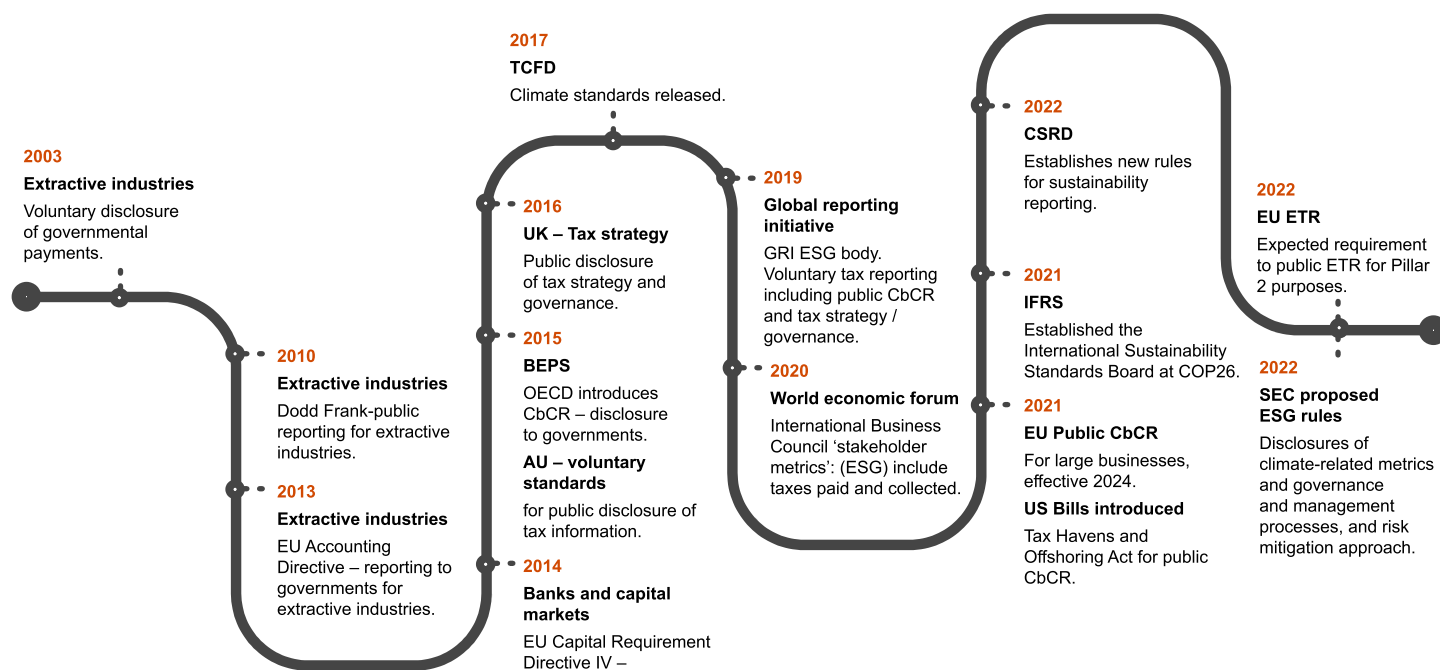 2003
Extractive industries
Voluntary disclosure
of governmental
payments.
2010
Extractive industries
Dodd Frank-public
reporting for extractive
industries.
2013
Extractive industries
EU Accounting
Directive – reporting to
governments for
extractive industries.
2014
Banks and capital
markets
EU Capital Requirement
Directive IV –
2015
BEPS
OECD introduces
CbCR – disclosure
to governments.
AU – voluntary
standards
for public disclosure of
tax information.
2016
UK – Tax strategy
Public disclosure
of tax strategy and
governance.
2017
TCFD
Climate standards released.
2019
Global reporting
initiative
GRI ESG body.
Voluntary tax reporting
including public CbCR
and tax strategy /
governance.
2020
World economic forum
International Business
Council ‘stakeholder
metrics’: (ESG) include
taxes paid and collected.
2021
EU Public CbCR
For large businesses,
effective 2024.
US Bills introduced
Tax Havens and
Offshoring Act for public
CbCR.
2021
IFRS
Established the
International Sustainability
Standards Board at COP26.
2022
CSRD
Establishes new rules
for sustainability
reporting.
2022
EU ETR
Expected requirement
to public ETR for Pillar
2 purposes.
2022
SEC proposed
ESG rules
Disclosures of
climate-related metrics
and governance
and management
processes, and risk
mitigation approach.